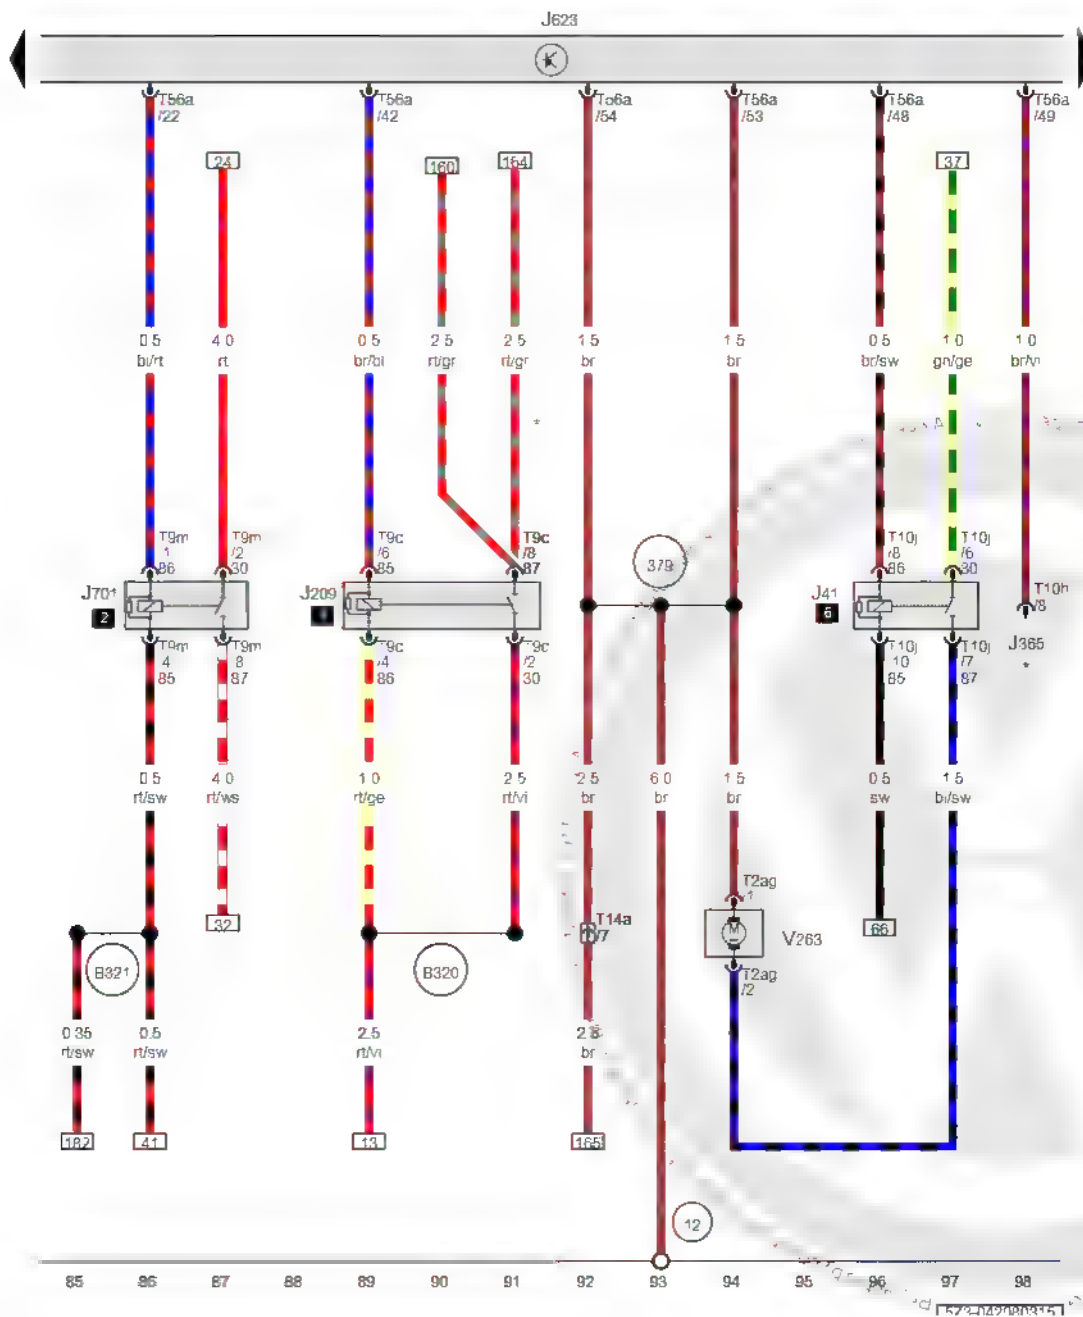 J623
T56a T56a T56a T56a T56a T56a
/22 /42 /54 /53 /48 /49
24 160 154 37
0.5 4.0 0.5 2.5 2.5 1.5 1.5 0.5 1.0 1.0
bl/rt rt br/bl rt/gr rt/gr br br br/sw gn/ge br/vi
*
T9m T9m T9c T9c T10j T10j
1 /2 /6 /8 /8 /6
86 30 85 87 379 86 30
J701 J209 J41 T10h
2 5 /8
J365
*
T9m T9m T9c T9c T10j T10j
4 8 /4 /2 10 /7
85 87 86 30 85 87
0.5 4.0 1.0 2.5 2.5 6.0 1.5 0.5 1.5
rt/sw rt/ws rt/ge rt/vi br br br sw bl/sw
T2ag
1
32 T14a M V263 66
B321 B320 T2ag
/2
0.35 0.5 2.5
rt/sw rt/sw rt/vi br
182 41 13 165
12
85 86 87 88 89 90 91 92 93 94 95 96 97 98
5Z3-042080315